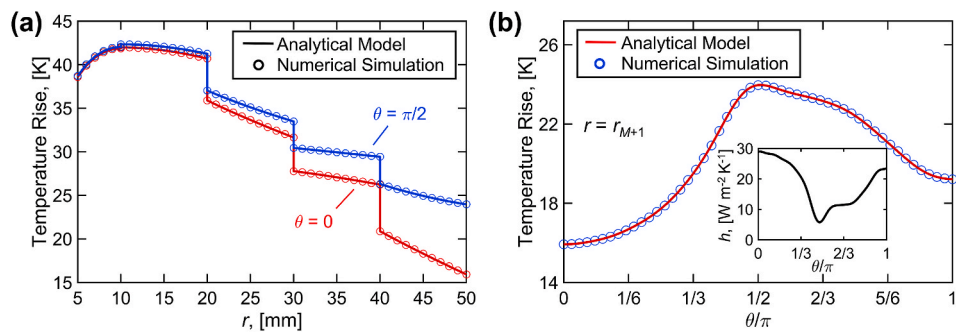 (a)
Temperature Rise, [K]
45
40
35
30
25
20
15
Analytical Model
Numerical Simulation
θ = π/2
θ = 0
5 10 15 20 25 30 35 40 45 50
r, [mm]
(b)
Temperature Rise, [K]
26
22
18
14
Analytical Model
Numerical Simulation
r = rM+1
h, [W m-2 K-1]
30
20
10
0
0 1/3 2/3 1
θ/π
0 1/6 1/3 1/2 2/3 5/6 1
θ/π